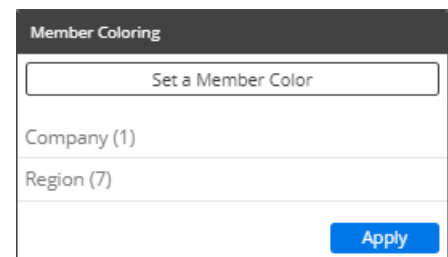 Member Coloring
Set a Member Color
Company (1)
Region (7)
Apply